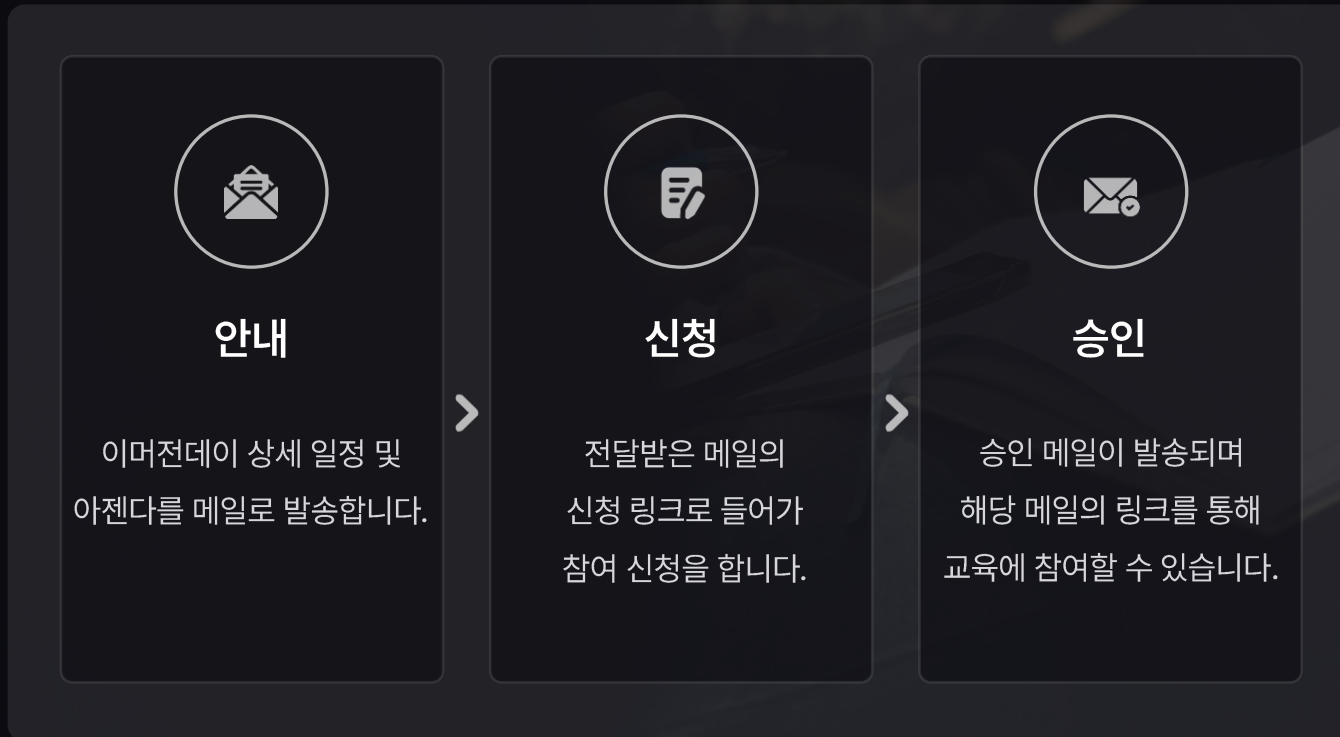 안내
이머전데이 상세 일정 및
아젠다를 메일로 발송합니다.
신청
전달받은 메일의
신청 링크로 들어가
참여 신청을 합니다.
승인
승인 메일이 발송되며
해당 메일의 링크를 통해
교육에 참여할 수 있습니다.